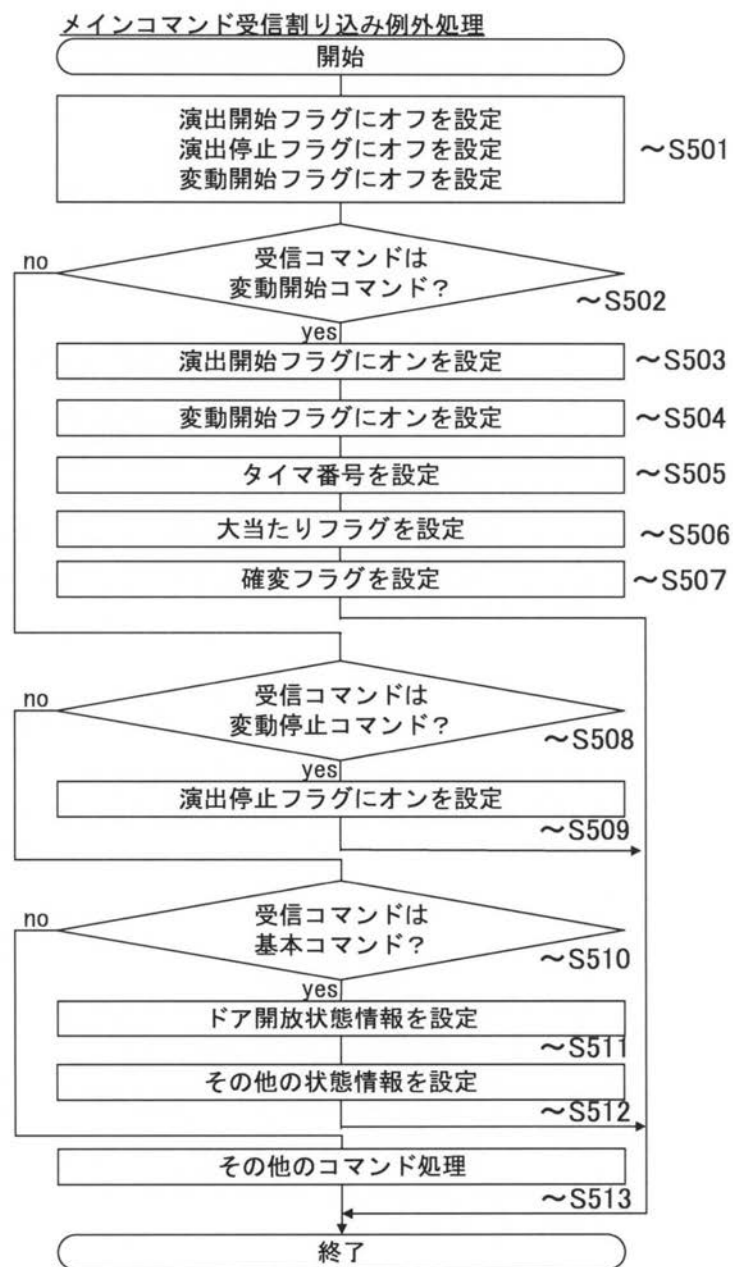 メインコマンド受信割り込み例外処理
開始
演出開始フラグにオフを設定
演出停止フラグにオフを設定
変動開始フラグにオフを設定
～S501
受信コマンドは
変動開始コマンド？
no
～S502
yes
演出開始フラグにオンを設定
～S503
変動開始フラグにオンを設定
～S504
タイマ番号を設定
～S505
大当たりフラグを設定
～S506
確変フラグを設定
～S507
受信コマンドは
変動停止コマンド？
no
～S508
yes
演出停止フラグにオンを設定
～S509
受信コマンドは
基本コマンド？
no
～S510
yes
ドア開放状態情報を設定
～S511
その他の状態情報を設定
～S512
その他のコマンド処理
～S513
終了